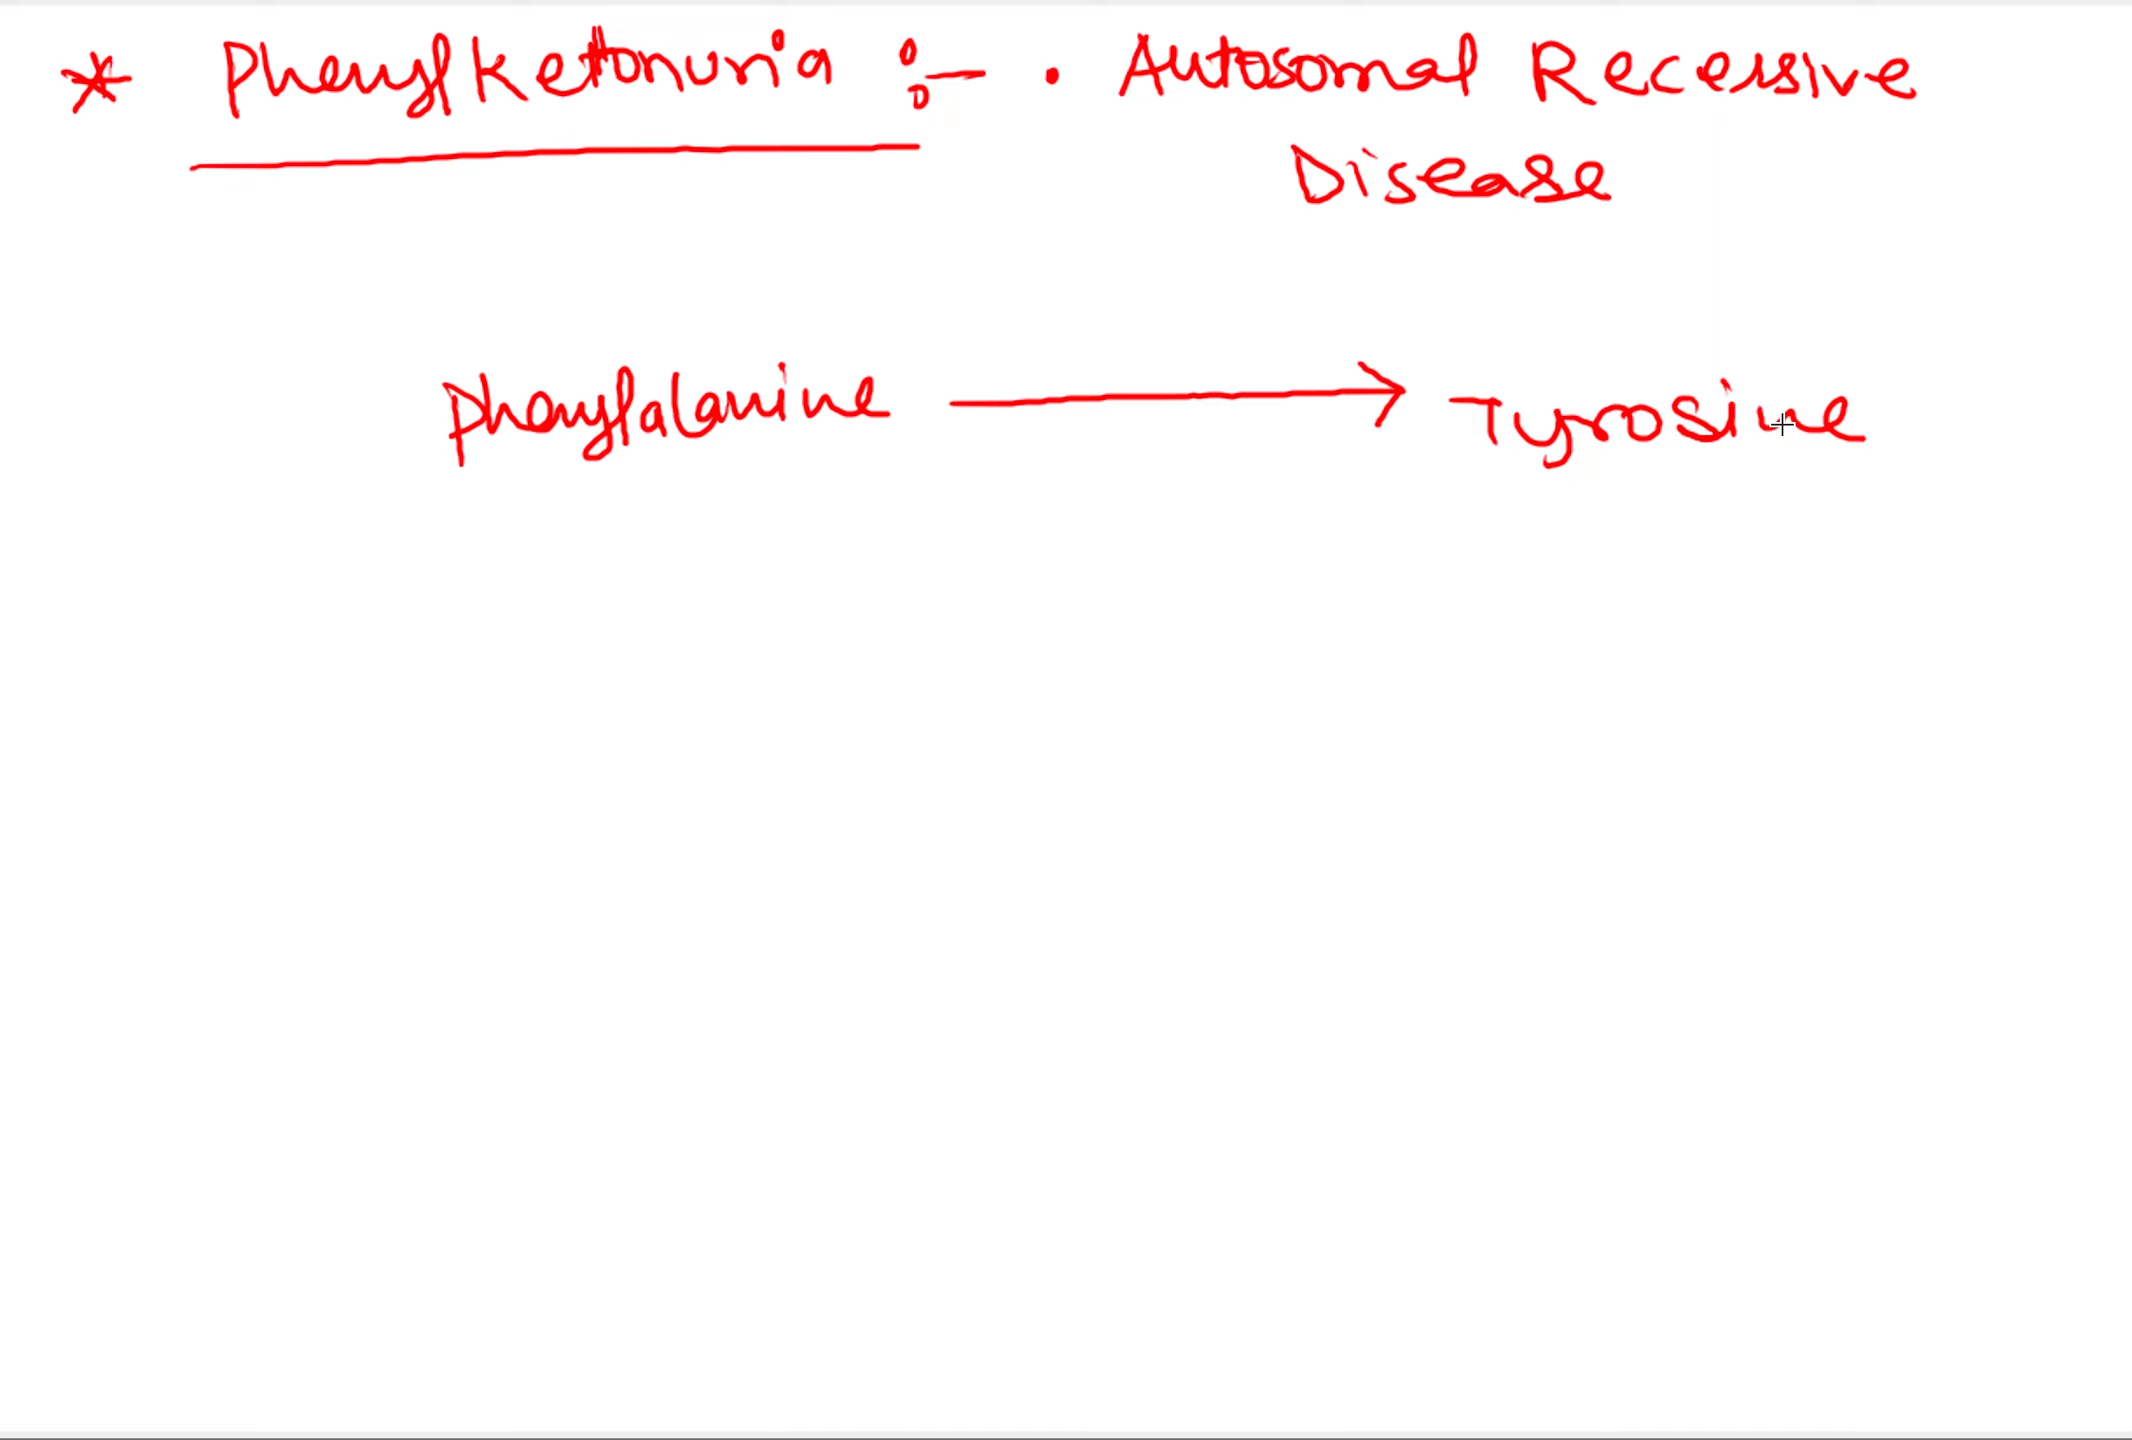 * Phenylketonuria :- • Autosomal Recessive
Disease
Phenylalanine → Tyrosine